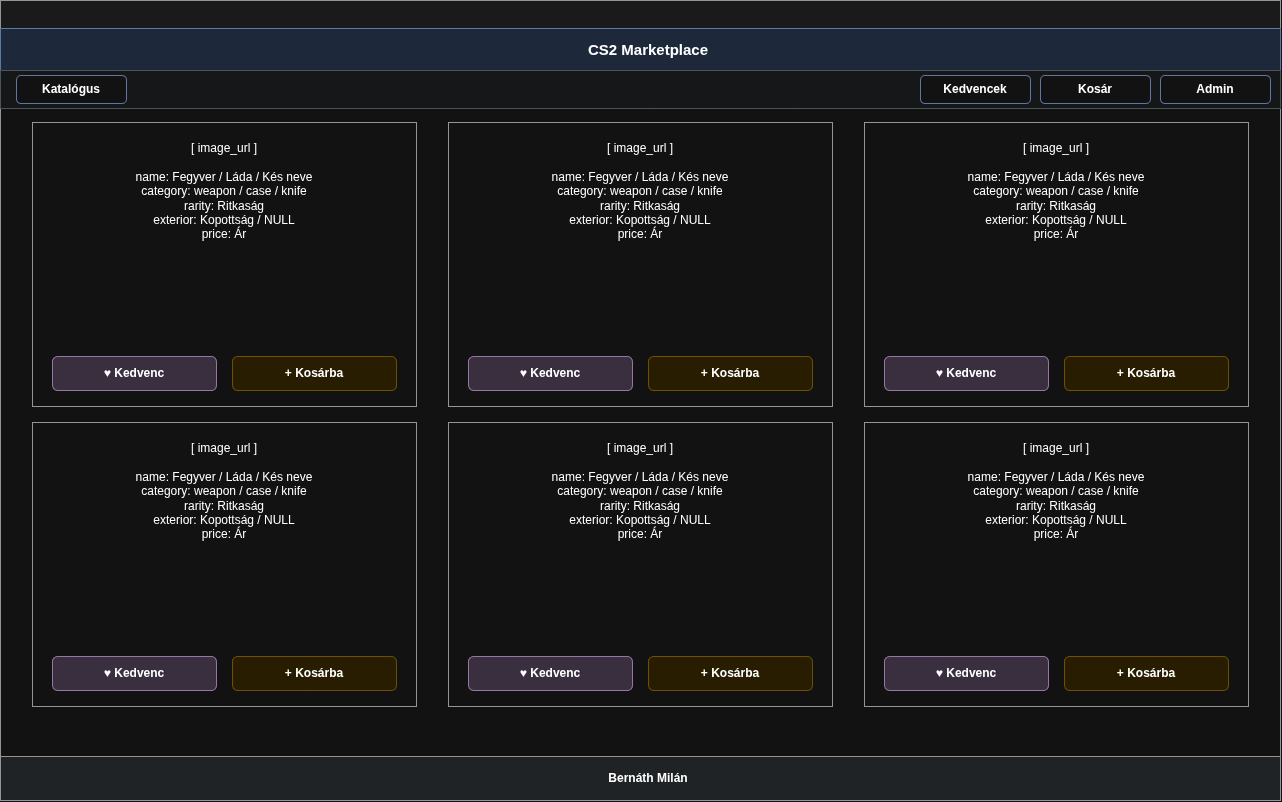 CS2 Marketplace
Katalógus
Kedvencek
Kosár
Admin
[ image_url ]
name: Fegyver / Láda / Kés neve
category: weapon / case / knife
rarity: Ritkaság
exterior: Kopottság / NULL
price: Ár
♥ Kedvenc
+ Kosárba
[ image_url ]
name: Fegyver / Láda / Kés neve
category: weapon / case / knife
rarity: Ritkaság
exterior: Kopottság / NULL
price: Ár
♥ Kedvenc
+ Kosárba
[ image_url ]
name: Fegyver / Láda / Kés neve
category: weapon / case / knife
rarity: Ritkaság
exterior: Kopottság / NULL
price: Ár
♥ Kedvenc
+ Kosárba
[ image_url ]
name: Fegyver / Láda / Kés neve
category: weapon / case / knife
rarity: Ritkaság
exterior: Kopottság / NULL
price: Ár
♥ Kedvenc
+ Kosárba
[ image_url ]
name: Fegyver / Láda / Kés neve
category: weapon / case / knife
rarity: Ritkaság
exterior: Kopottság / NULL
price: Ár
♥ Kedvenc
+ Kosárba
[ image_url ]
name: Fegyver / Láda / Kés neve
category: weapon / case / knife
rarity: Ritkaság
exterior: Kopottság / NULL
price: Ár
♥ Kedvenc
+ Kosárba
Bernáth Milán